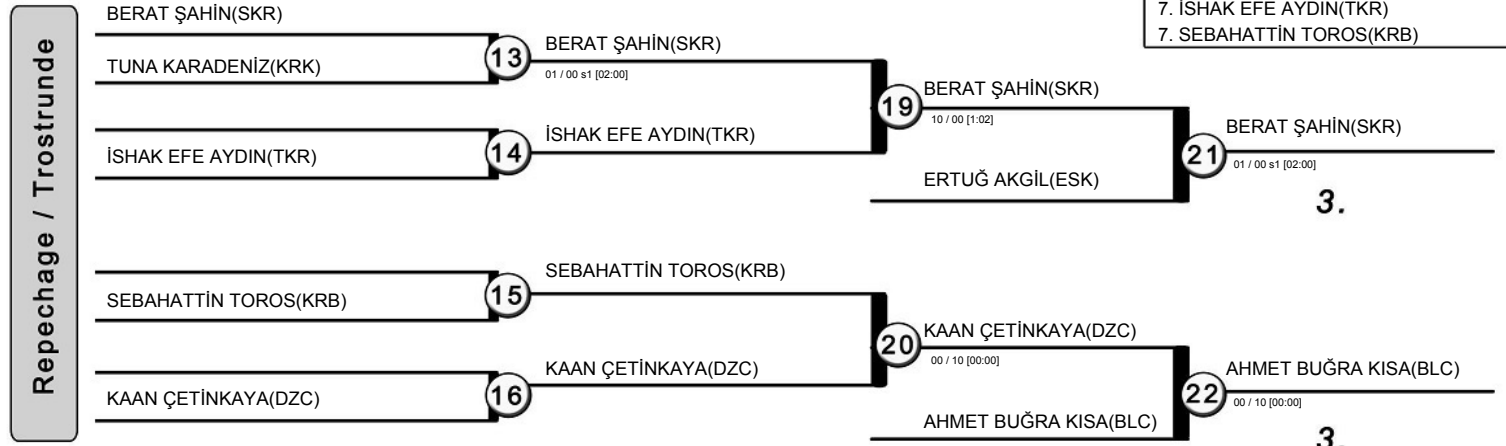 Repechage / Trostrunde
7. İSHAK EFE AYDIN(TKR)
7. SEBAHATTİN TOROS(KRB)
BERAT ŞAHİN(SKR)
TUNA KARADENİZ(KRK)
13
BERAT ŞAHİN(SKR)
01 / 00 s1 [02:00]
İSHAK EFE AYDIN(TKR)
14
İSHAK EFE AYDIN(TKR)
19
BERAT ŞAHİN(SKR)
10 / 00 [1:02]
ERTUĞ AKGİL(ESK)
21
BERAT ŞAHİN(SKR)
01 / 00 s1 [02:00]
3.
SEBAHATTİN TOROS(KRB)
15
SEBAHATTİN TOROS(KRB)
KAAN ÇETİNKAYA(DZC)
16
KAAN ÇETİNKAYA(DZC)
20
KAAN ÇETİNKAYA(DZC)
00 / 10 [00:00]
AHMET BUĞRA KISA(BLC)
22
AHMET BUĞRA KISA(BLC)
00 / 10 [00:00]
3.